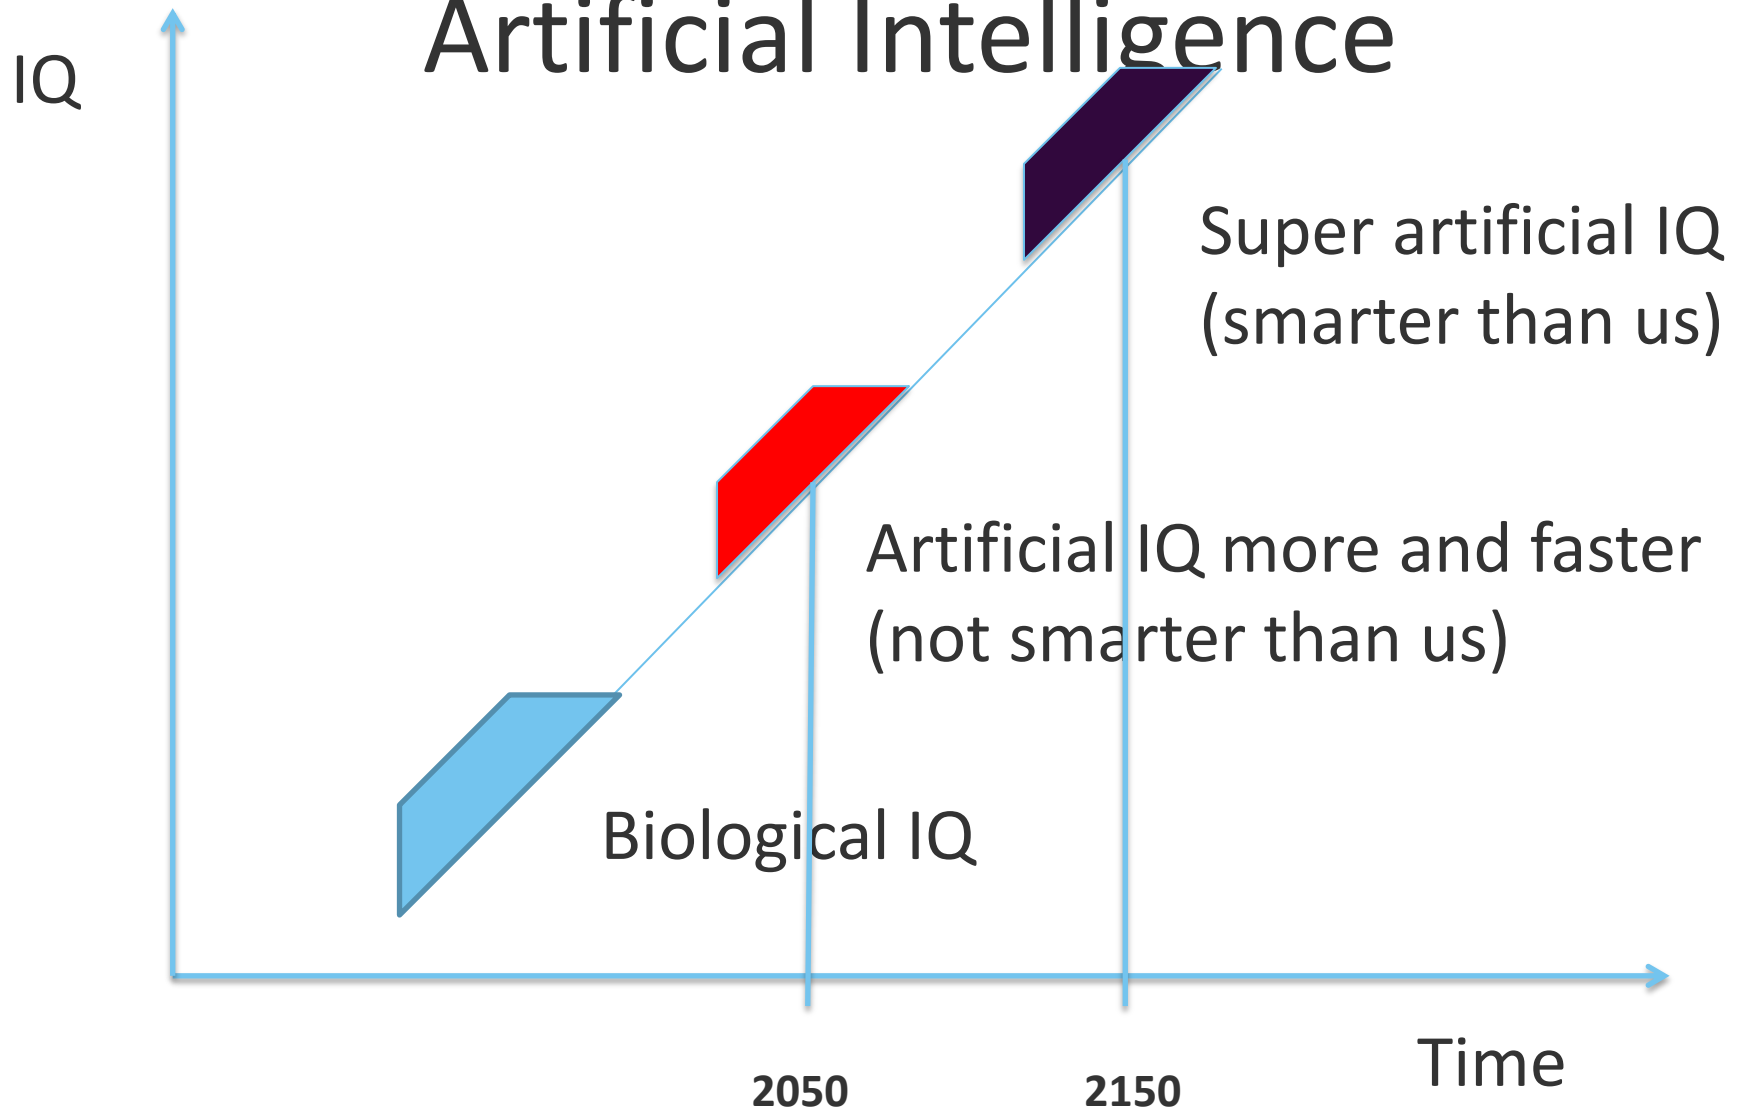 Artificial Intelligence
IQ
Super artificial IQ
(smarter than us)
Artificial IQ more and faster
(not smarter than us)
Biological IQ
Time
2050
2150